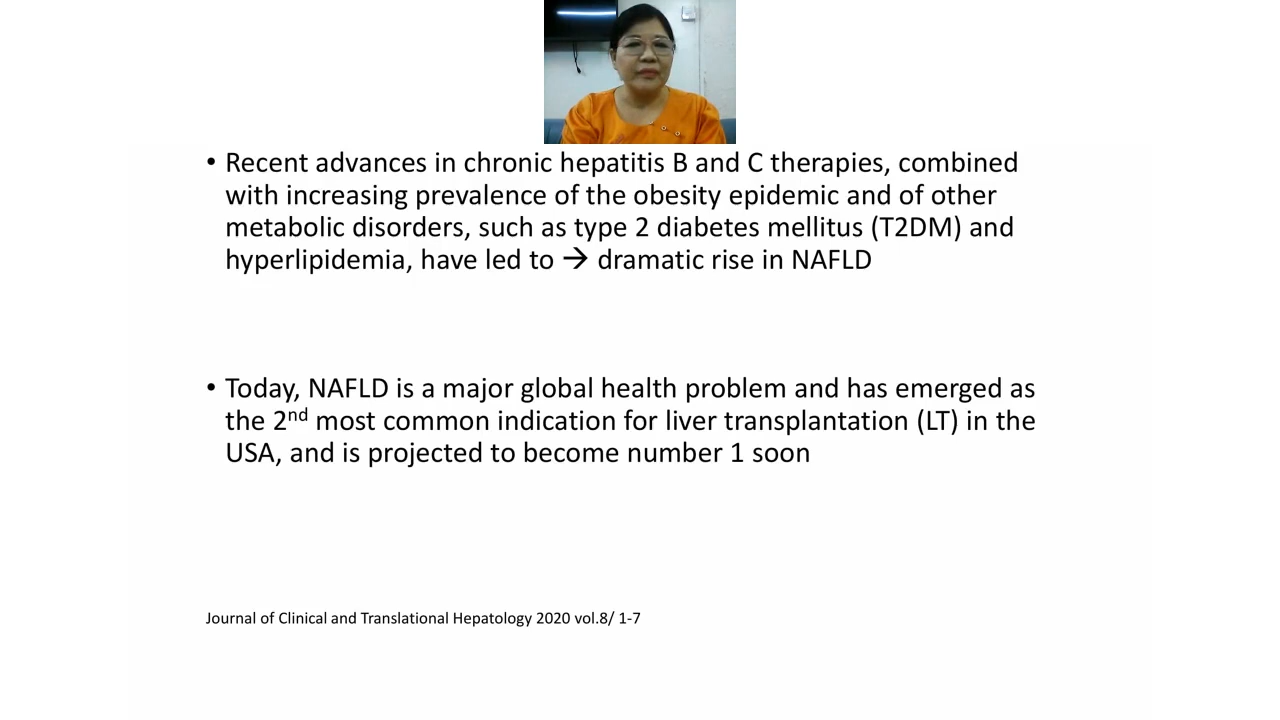 • Recent advances in chronic hepatitis B and C therapies, combined
with increasing prevalence of the obesity epidemic and of other
metabolic disorders, such as type 2 diabetes mellitus (T2DM) and
hyperlipidemia, have led to → dramatic rise in NAFLD
• Today, NAFLD is a major global health problem and has emerged as
the 2nd most common indication for liver transplantation (LT) in the
USA, and is projected to become number 1 soon
Journal of Clinical and Translational Hepatology 2020 vol.8/ 1-7